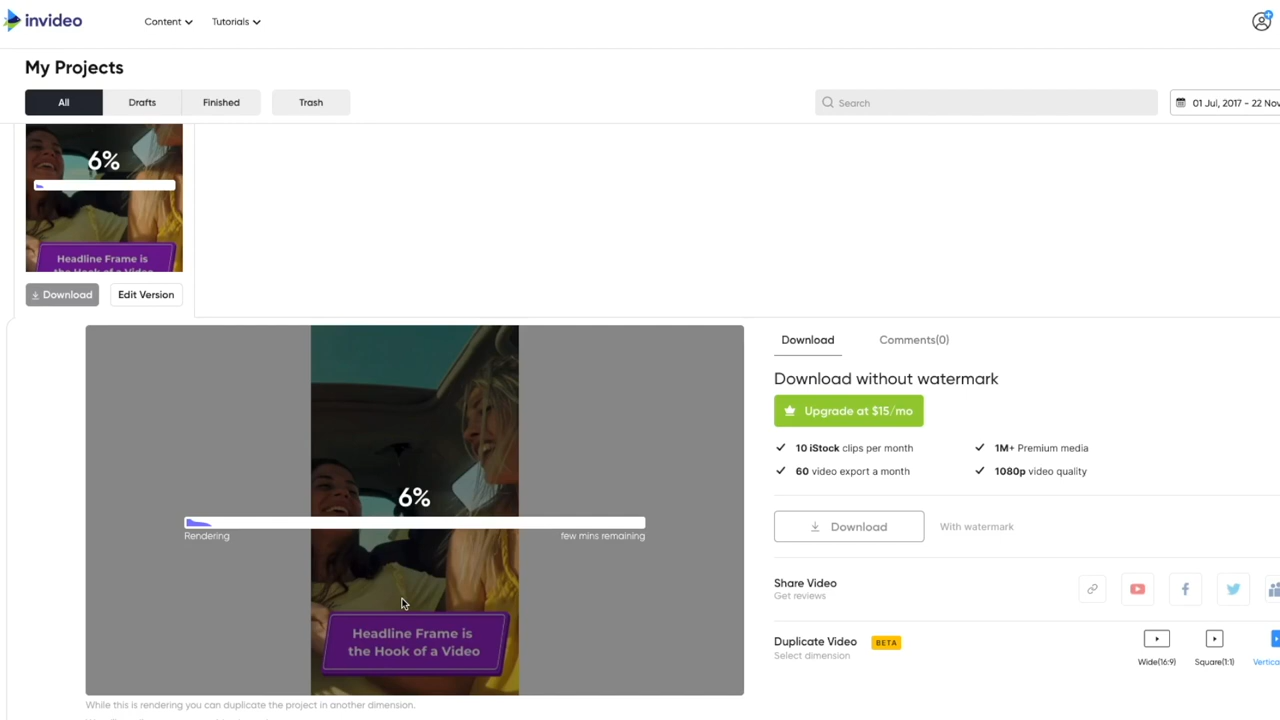 invideo
Content
Tutorials
My Projects
All
Drafts
Finished
Trash
Search
01 Jul, 2017 - 22 Nov
6%
Headline Frame is
the Hook of a Video
Download
Edit Version
6%
Rendering
few mins remaining
Headline Frame is
the Hook of a Video
While this is rendering you can duplicate the project in another dimension.
Download
Comments(0)
Download without watermark
Upgrade at $15/mo
10 iStock clips per month
1M+ Premium media
60 video export a month
1080p video quality
Download
With watermark
Share Video
Get reviews
Duplicate Video
BETA
Select dimension
Wide(16:9)
Square(1:1)